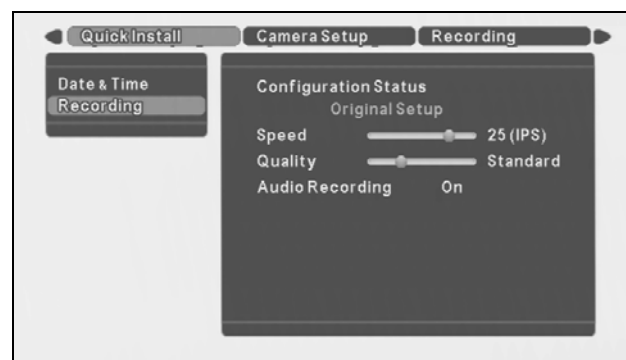 Quick Install Camera Setup Recording
Date & Time
Recording
Configuration Status
Original Setup
Speed 25 (IPS)
Quality Standard
Audio Recording On